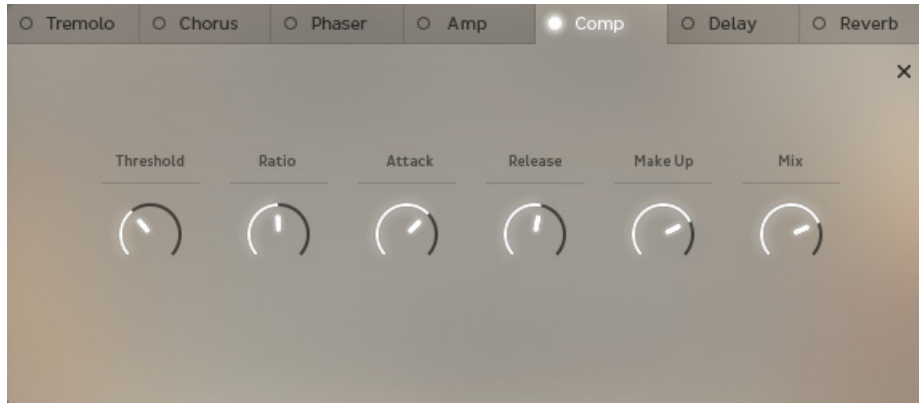 Tremolo Chorus Phaser Amp Comp Delay Reverb
Threshold Ratio Attack Release Make Up Mix